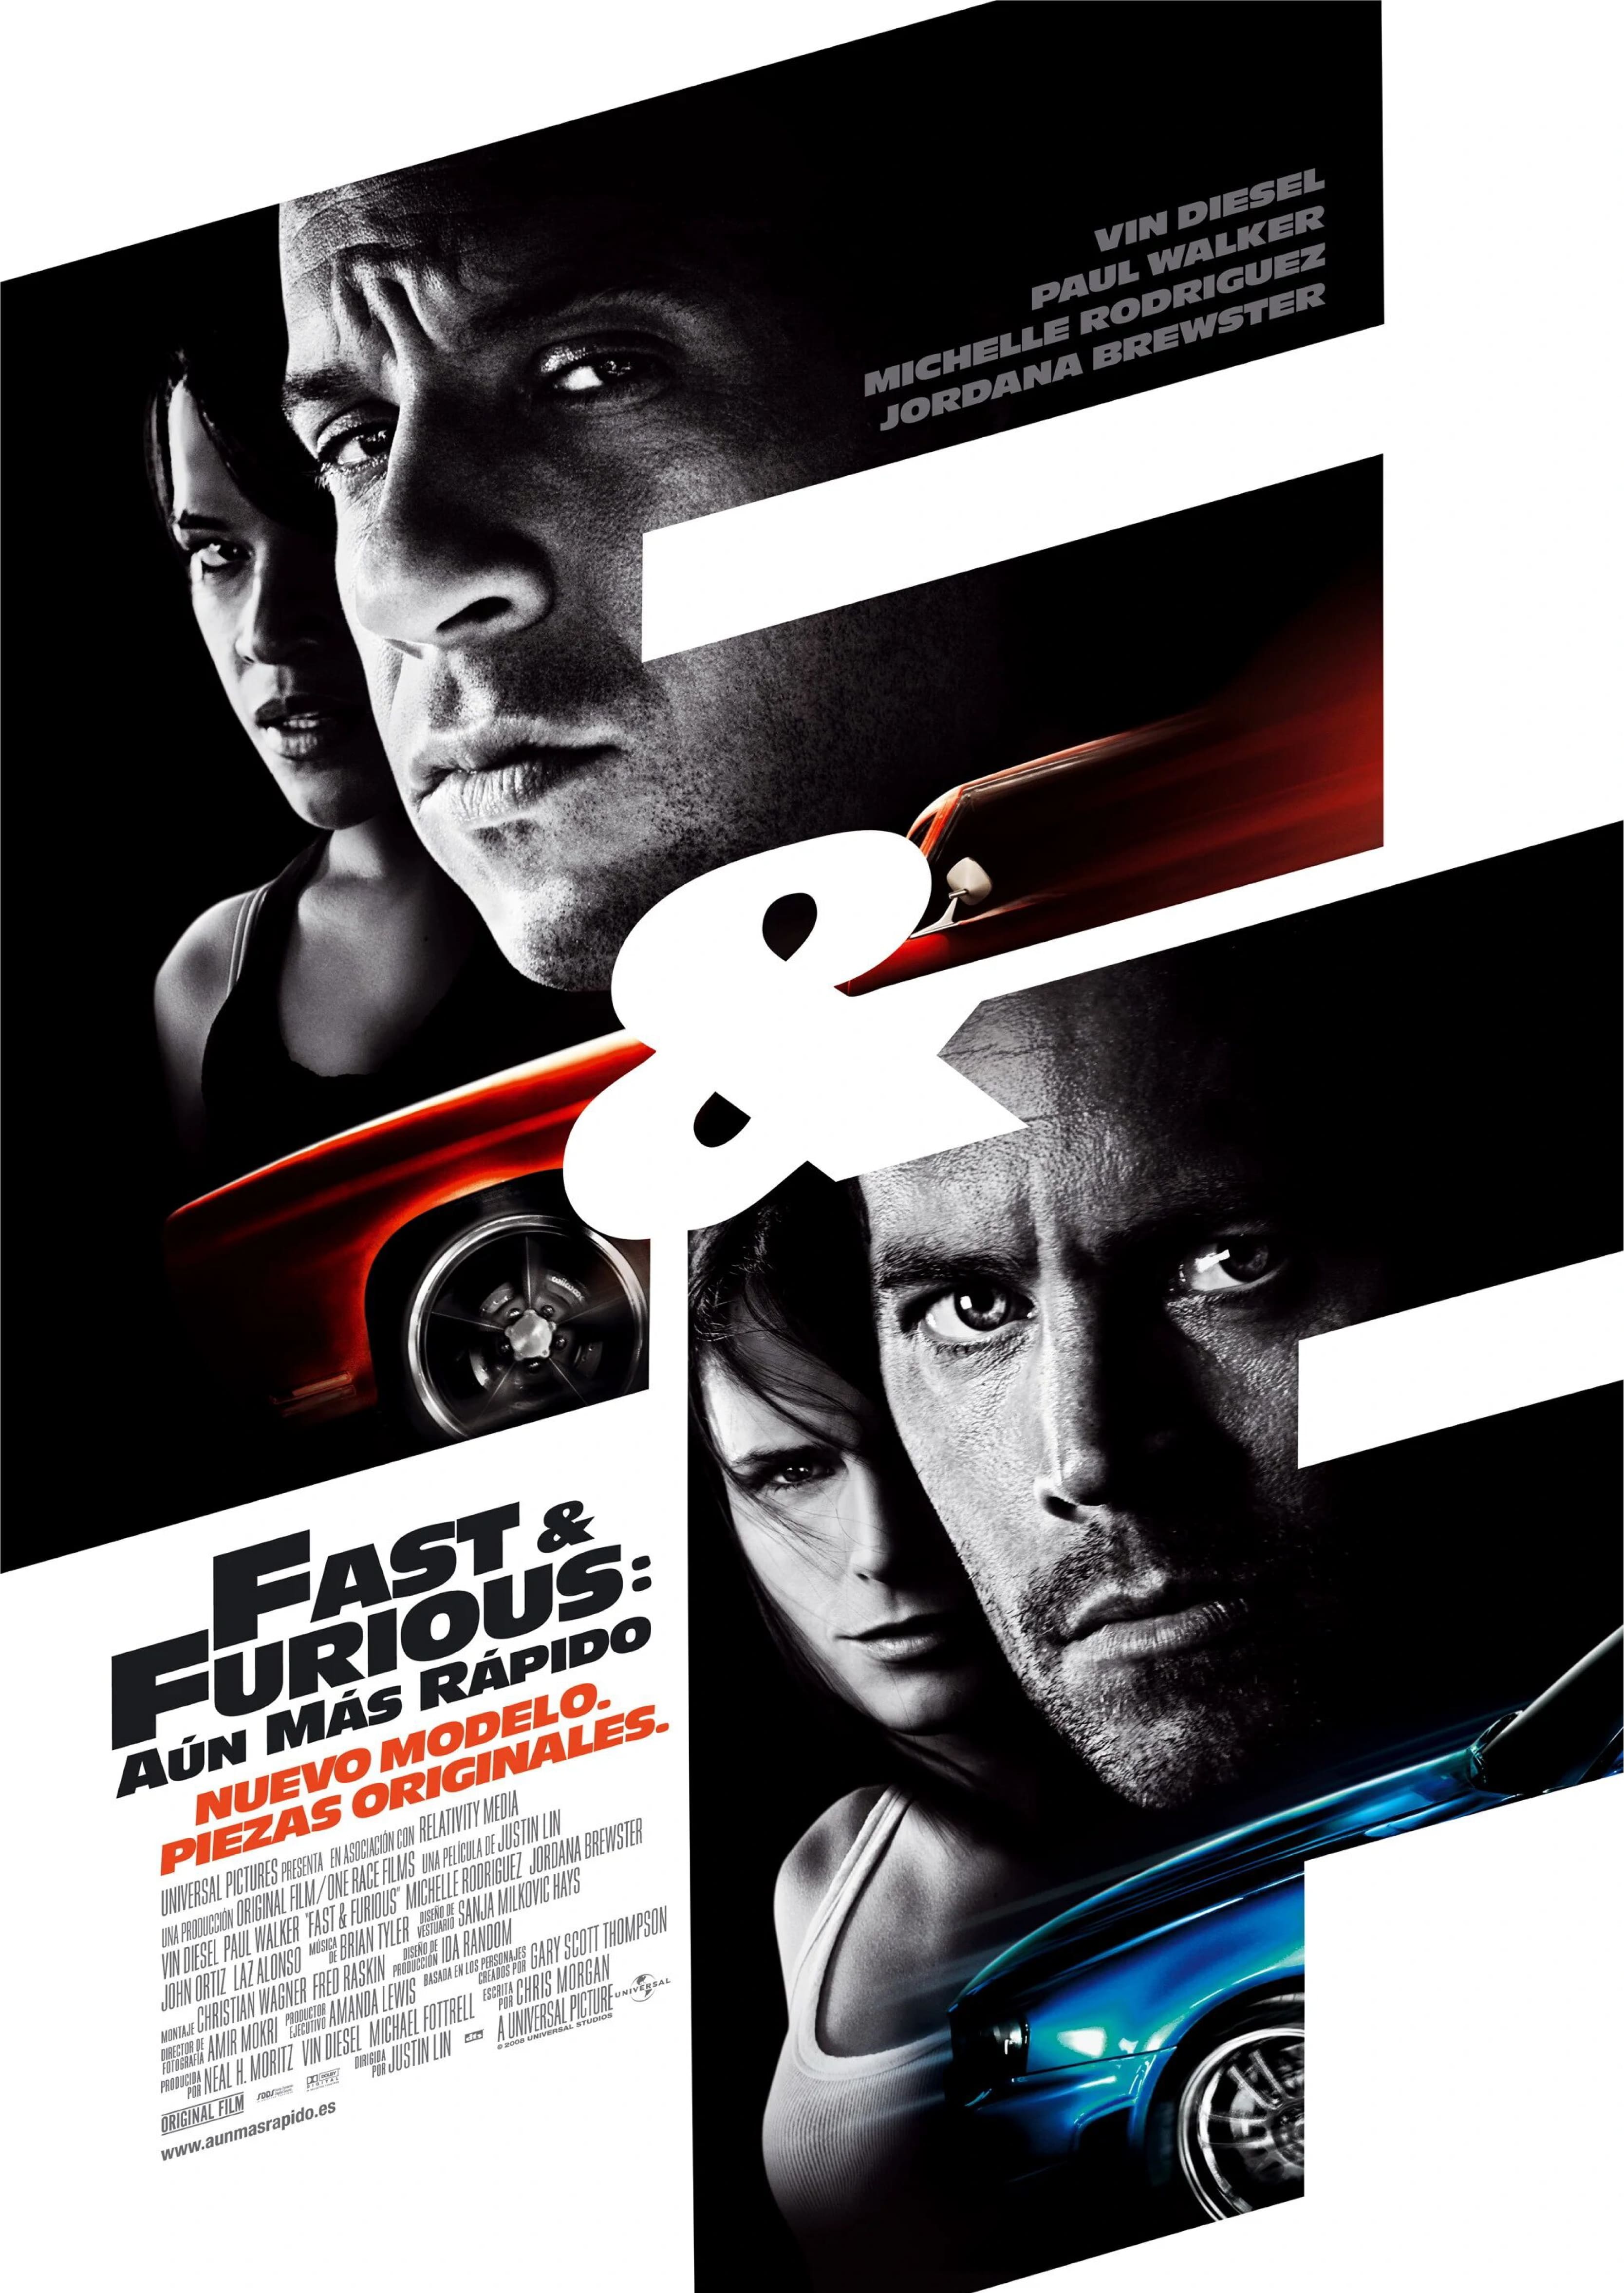 VIN DIESEL
PAUL WALKER
MICHELLE RODRIGUEZ
JORDANA BREWSTER
&
FAST &
FURIOUS:
AÚN MÁS RÁPIDO
NUEVO MODELO.
PIEZAS ORIGINALES.
UNIVERSAL PICTURES PRESENTA EN ASOCIACIÓN CON RELATIVITY MEDIA
UNA PRODUCCIÓN ORIGINAL FILM/ONE RACE FILMS UNA PELÍCULA DE JUSTIN LIN
VIN DIESEL PAUL WALKER "FAST & FURIOUS" MICHELLE RODRIGUEZ JORDANA BREWSTER
JOHN ORTIZ LAZ ALONSO MÚSICA DE BRIAN TYLER DISEÑO DE VESTUARIO SANJA MILKOVIC HAYS
MONTAJE CHRISTIAN WAGNER FRED RASKIN DISEÑO DE PRODUCCIÓN IDA RANDOM
DIRECTOR DE FOTOGRAFÍA AMIR MOKRI PRODUCTOR EJECUTIVO AMANDA LEWIS BASADA EN LOS PERSONAJES CREADOS POR GARY SCOTT THOMPSON
PRODUCIDA POR NEAL H. MORITZ VIN DIESEL MICHAEL FOTTRELL ESCRITA POR CHRIS MORGAN
DIRIGIDA POR JUSTIN LIN dts A UNIVERSAL PICTURE UNIVERSAL
© 2008 UNIVERSAL STUDIOS
ORIGINAL FILM SDDS DOLBY DIGITAL
www.aunmasrapido.es